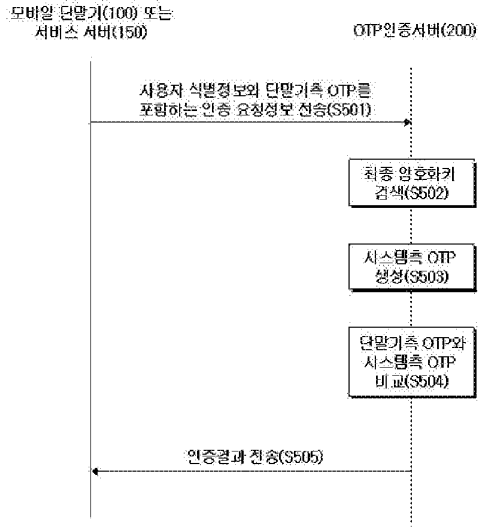 모바일 단말기(100) 또는
서비스 서버(150)
OTP인증서버(200)
사용자 식별정보와 단말기측 OTP를
포함하는 인증 요청정보 전송(S501)
최종 암호화키
검색(S502)
시스템측 OTP
생성(S503)
단말기측 OTP와
시스템측 OTP
비교(S504)
인증결과 전송(S505)